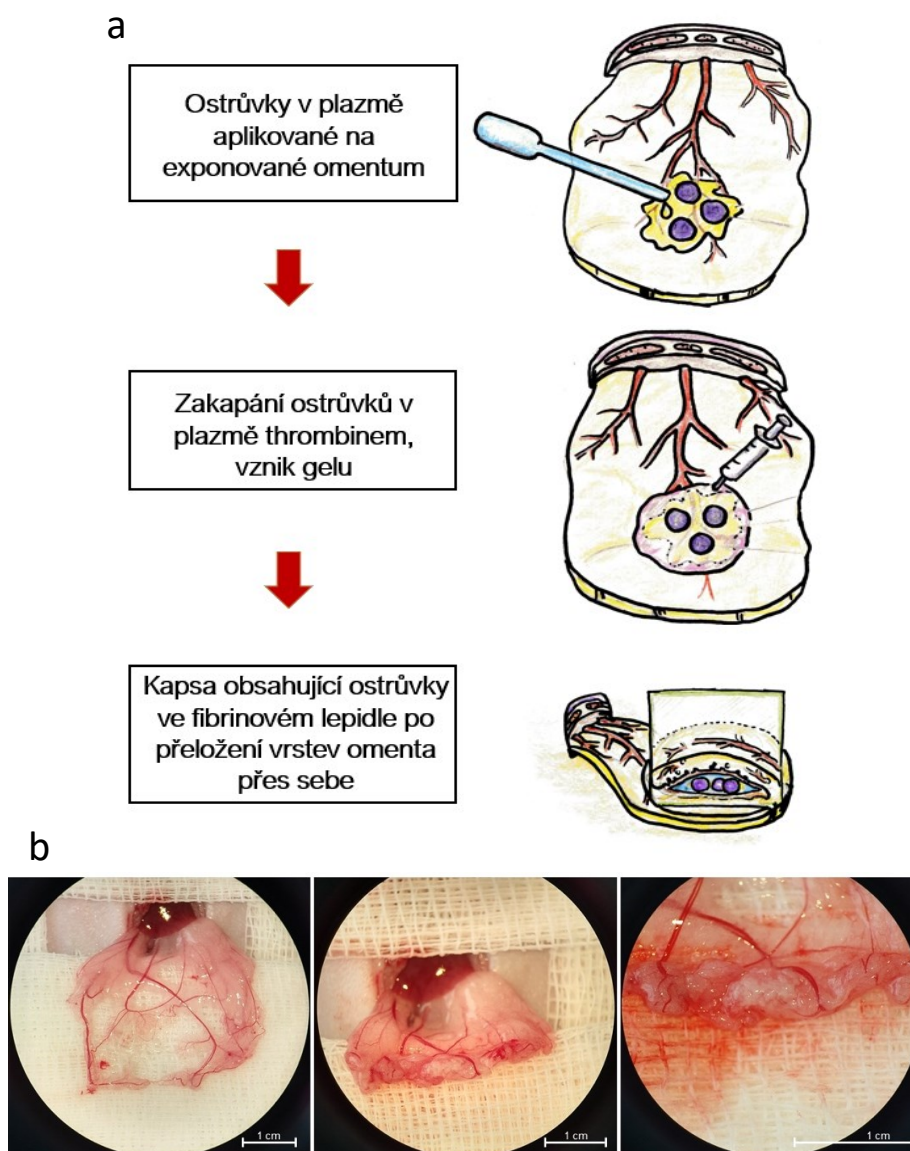 a
Ostrůvky v plazmě
aplikované na
exponované omentum
Zakapání ostrůvků v
plazmě thrombinem,
vznik gelu
Kapsa obsahující ostrůvky
ve fibrinovém lepidle po
přeložení vrstev omenta
přes sebe
b
1 cm
1 cm
1 cm